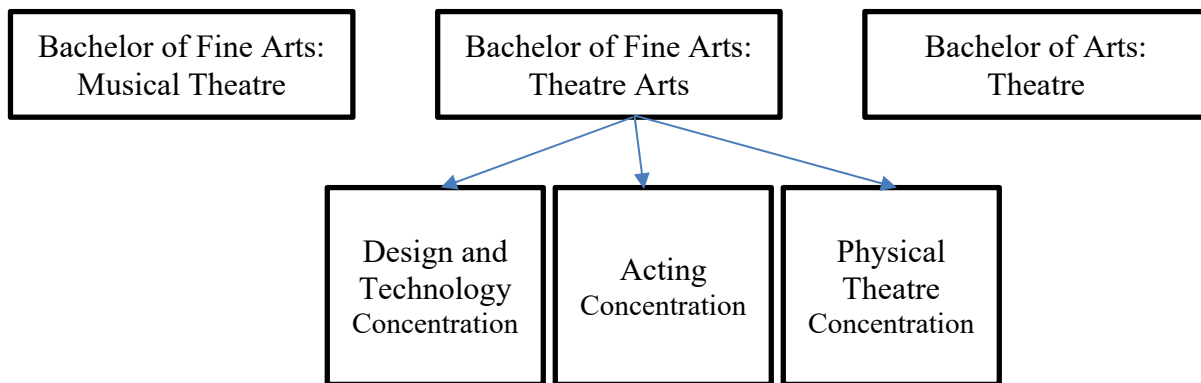 Bachelor of Fine Arts:
Musical Theatre
Bachelor of Fine Arts:
Theatre Arts
Bachelor of Arts:
Theatre
Design and
Technology
Concentration
Acting
Concentration
Physical
Theatre
Concentration